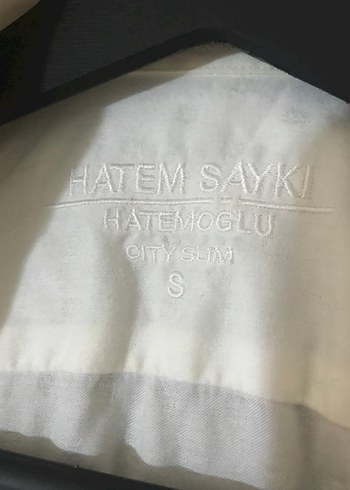 HATEM SAYKI
HATEMOGLU
CITY SLIM
S